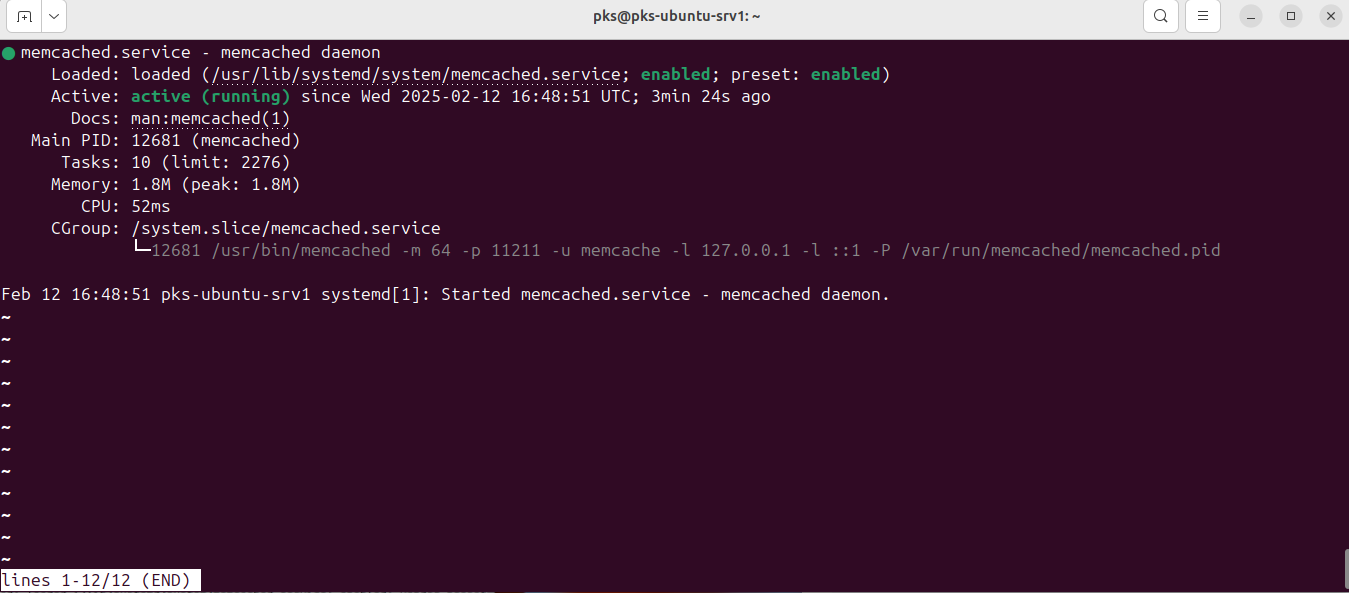 pks@pks-ubuntu-srv1: ~
● memcached.service - memcached daemon
     Loaded: loaded (/usr/lib/systemd/system/memcached.service; enabled; preset: enabled)
     Active: active (running) since Wed 2025-02-12 16:48:51 UTC; 3min 24s ago
       Docs: man:memcached(1)
   Main PID: 12681 (memcached)
      Tasks: 10 (limit: 2276)
     Memory: 1.8M (peak: 1.8M)
        CPU: 52ms
     CGroup: /system.slice/memcached.service
             └─12681 /usr/bin/memcached -m 64 -p 11211 -u memcache -l 127.0.0.1 -l ::1 -P /var/run/memcached/memcached.pid
Feb 12 16:48:51 pks-ubuntu-srv1 systemd[1]: Started memcached.service - memcached daemon.
~
~
~
~
~
~
~
~
~
~
~
~
lines 1-12/12 (END)